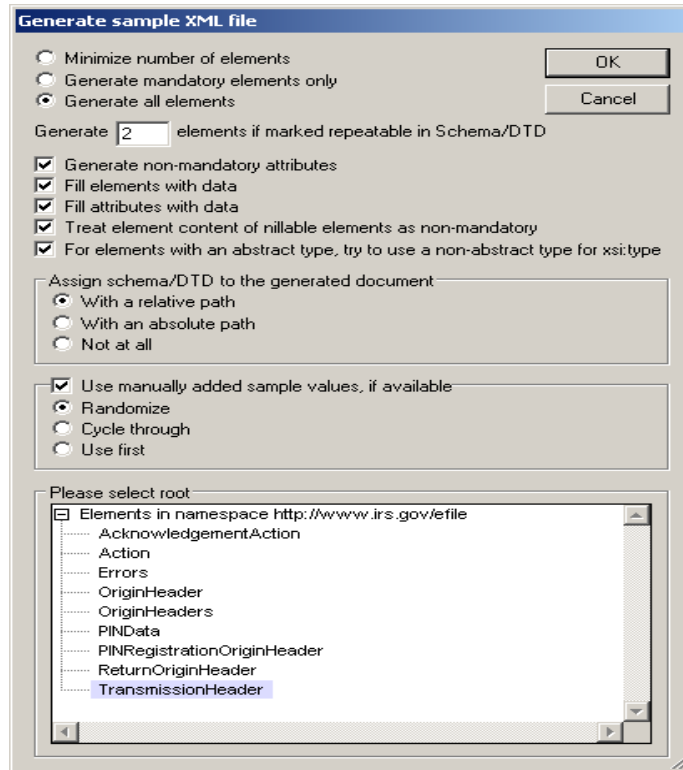 Generate sample XML file
Minimize number of elements
Generate mandatory elements only
Generate all elements
OK
Cancel
Generate 2 elements if marked repeatable in Schema/DTD
Generate non-mandatory attributes
Fill elements with data
Fill attributes with data
Treat element content of nillable elements as non-mandatory
For elements with an abstract type, try to use a non-abstract type for xsi:type
Assign schema/DTD to the generated document
With a relative path
With an absolute path
Not at all
Use manually added sample values, if available
Randomize
Cycle through
Use first
Please select root
Elements in namespace http://www.irs.gov/efile
AcknowledgementAction
Action
Errors
OriginHeader
OriginHeaders
PINData
PINRegistrationOriginHeader
ReturnOriginHeader
TransmissionHeader